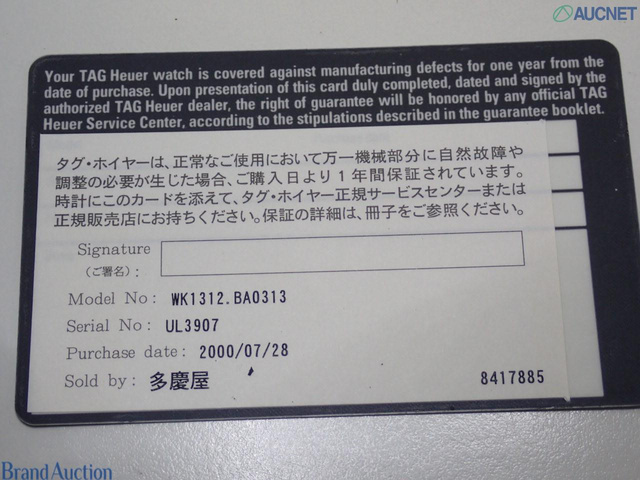 AUCNET
Your TAG Heuer watch is covered against manufacturing defects for one year from the
date of purchase. Upon presentation of this card duly completed, dated and signed by the
authorized TAG Heuer dealer, the right of guarantee will be honored by any official TAG
Heuer Service Center, according to the stipulations described in the guarantee booklet.
タグ・ホイヤーは、正常なご使用において万一機械部分に自然故障や
調整の必要が生じた場合、ご購入日より1年間保証されています。
時計にこのカードを添えて、タグ・ホイヤー正規サービスセンターまたは
正規販売店にお持ちください。保証の詳細は、冊子をご参照ください。
Signature
(ご署名):
Model No: WK1312.BA0313
Serial No: UL3907
Purchase date: 2000/07/28
Sold by: 多慶屋 8417885
Brand Auction